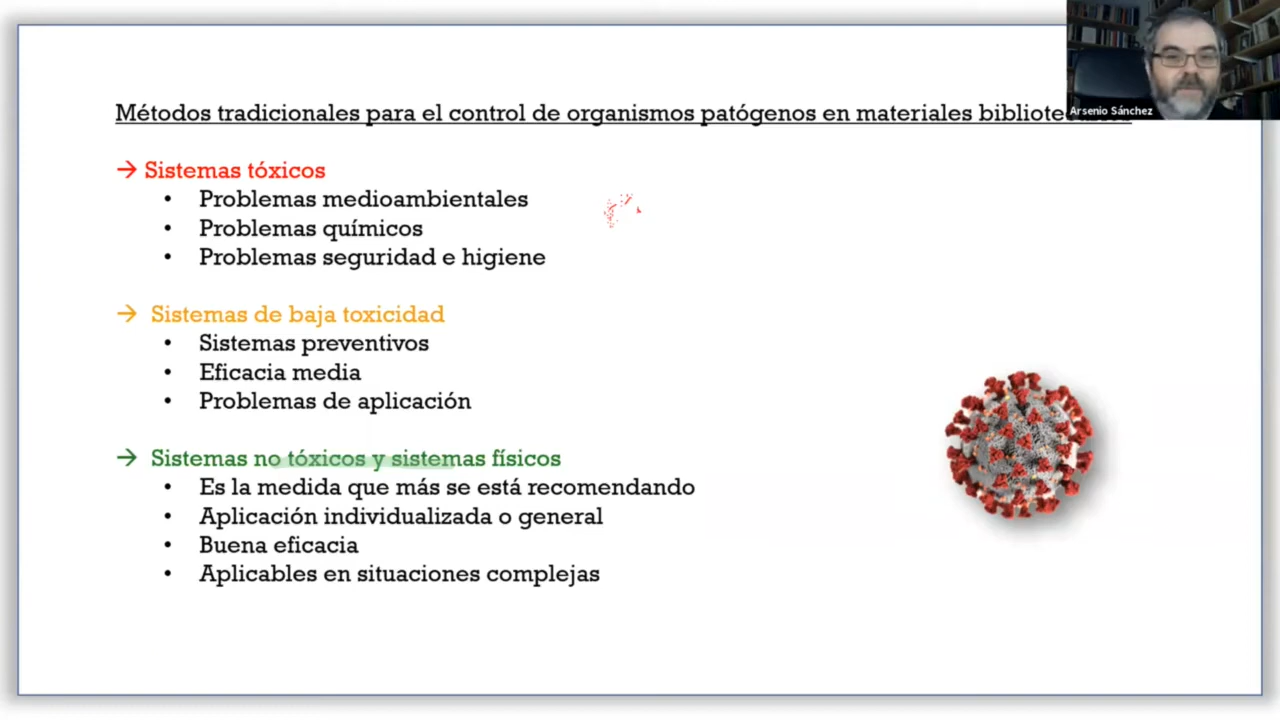 Métodos tradicionales para el control de organismos patógenos en materiales
→ Sistemas tóxicos
• Problemas medioambientales
• Problemas químicos
• Problemas seguridad e higiene
→ Sistemas de baja toxicidad
• Sistemas preventivos
• Eficacia media
• Problemas de aplicación
→ Sistemas no tóxicos y sistemas físicos
• Es la medida que más se está recomendando
• Aplicación individualizada o general
• Buena eficacia
• Aplicables en situaciones complejas
Arsenio Sánchez